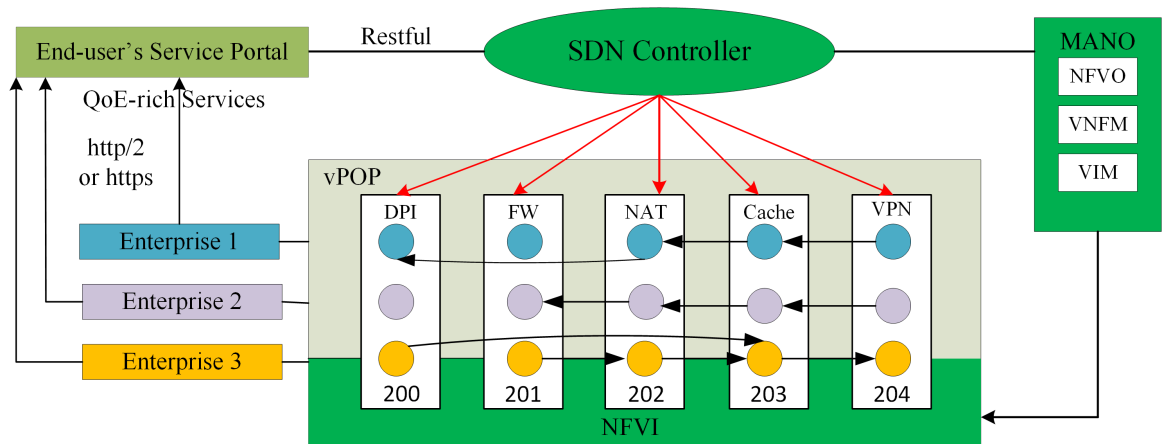 End-user's Service Portal
Restful
SDN Controller
MANO
NFVO
VNFM
VIM
QoE-rich Services
http/2
or https
vPOP
DPI
FW
NAT
Cache
VPN
Enterprise 1
Enterprise 2
Enterprise 3
200
201
202
203
204
NFVI